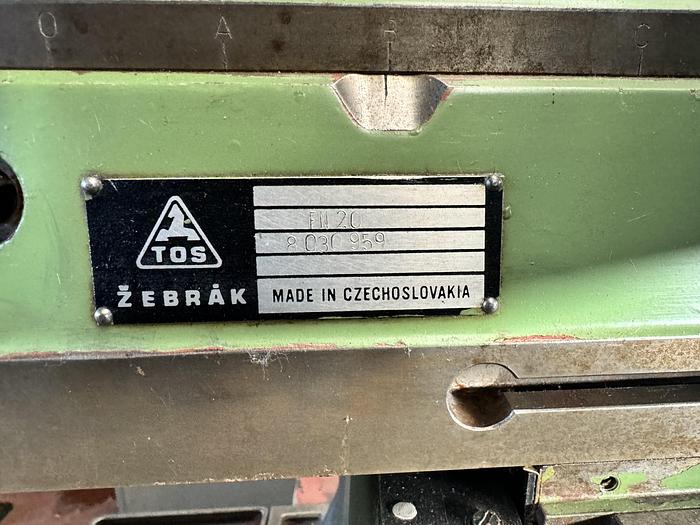 O A B C
TOS
ŽEBRÁK
FN 20
8 030 959
MADE IN CZECHOSLOVAKIA